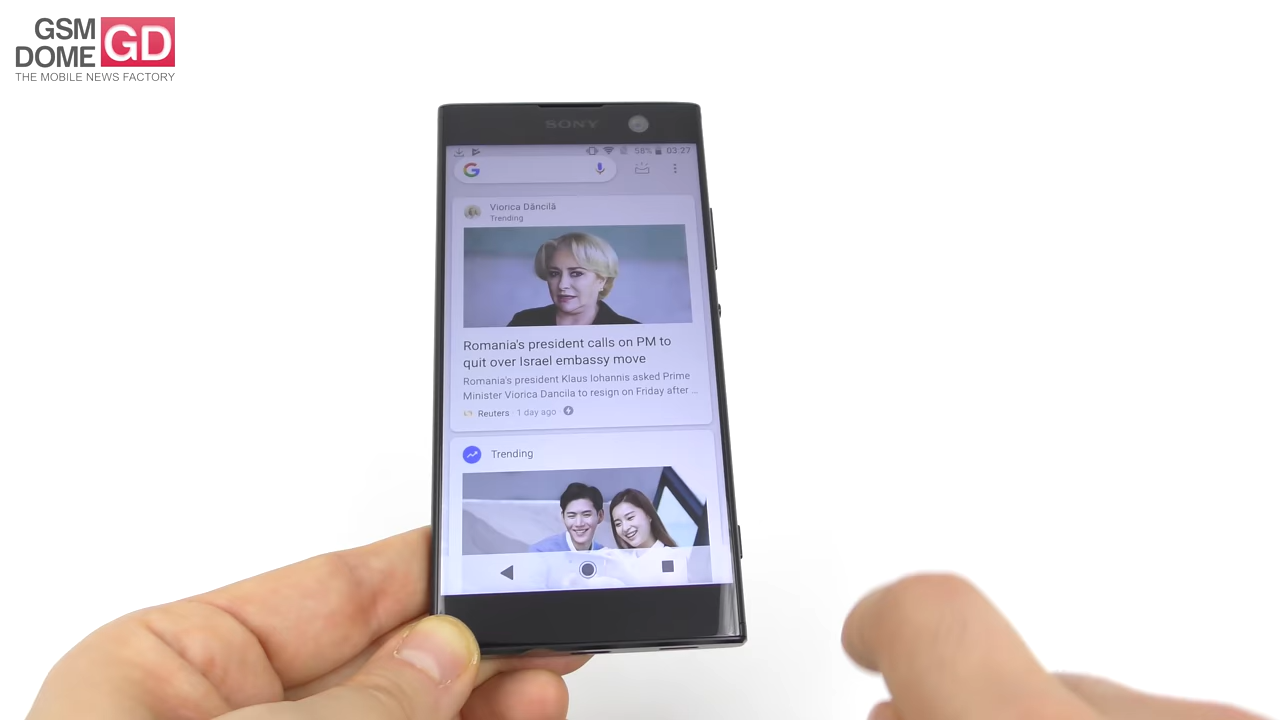 GSM
DOME GD
THE MOBILE NEWS FACTORY
SONY
58% 03:27
G
Viorica Dăncilă
Trending
Romania's president calls on PM to
quit over Israel embassy move
Romania's president Klaus Iohannis asked Prime
Minister Viorica Dancila to resign on Friday after ...
Reuters · 1 day ago
Trending